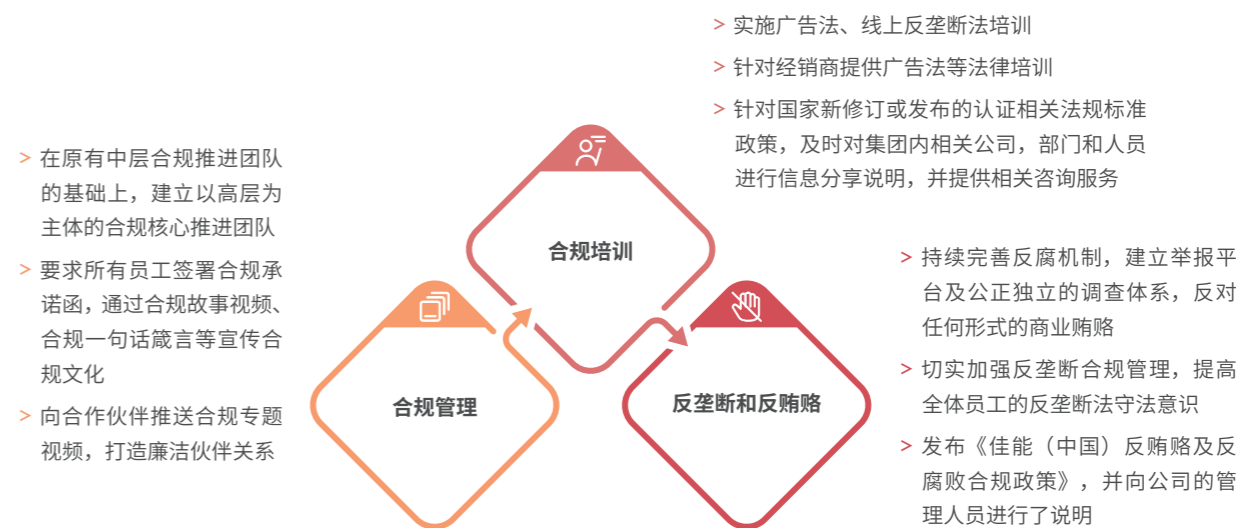 > 实施广告法、线上反垄断法培训
> 针对经销商提供广告法等法律培训
> 针对国家新修订或发布的认证相关法规标准
政策，及时对集团内相关公司，部门和人员
进行信息分享说明，并提供相关咨询服务
> 在原有中层合规推进团队
的基础上，建立以高层为
主体的合规核心推进团队
> 要求所有员工签署合规承
诺函，通过合规故事视频、
合规一句话箴言等宣传合
规文化
> 向合作伙伴推送合规专题
视频，打造廉洁伙伴关系
合规培训
合规管理
反垄断和反贿赂
> 持续完善反腐机制，建立举报平
台及公正独立的调查体系，反对
任何形式的商业贿赂
> 切实加强反垄断合规管理，提高
全体员工的反垄断法守法意识
> 发布《佳能（中国）反贿赂及反
腐败合规政策》，并向公司的管
理人员进行了说明